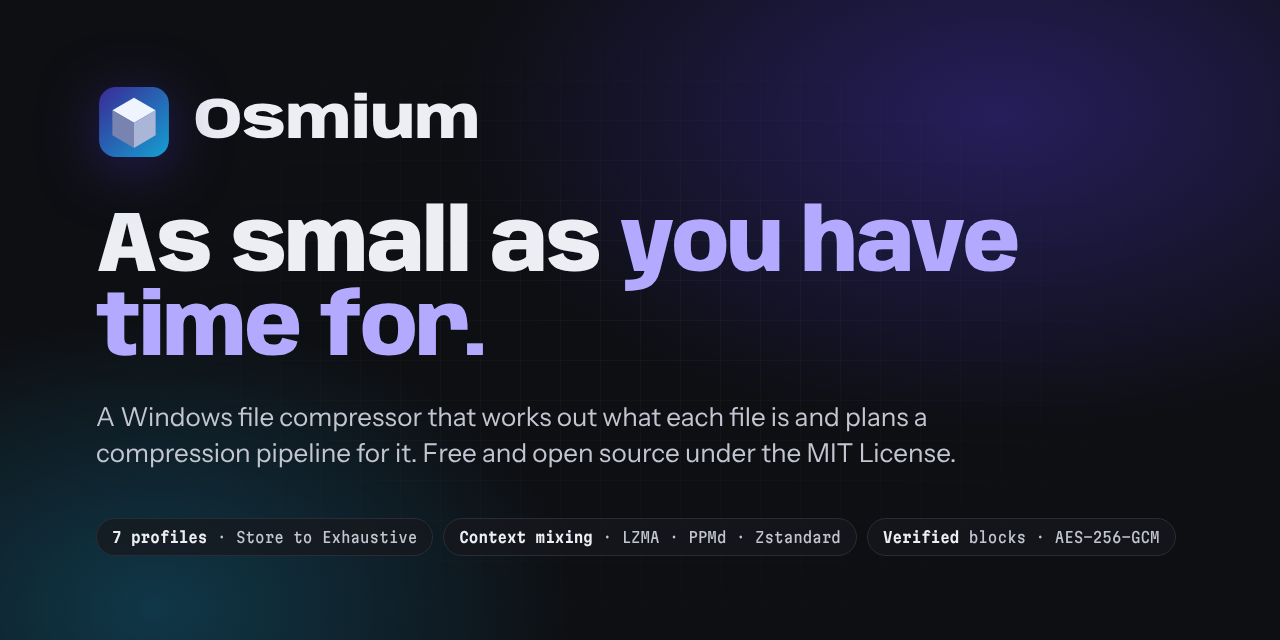 Osmium
As small as you have
time for.
A Windows file compressor that works out what each file is and plans a
compression pipeline for it. Free and open source under the MIT License.
7 profiles · Store to Exhaustive
Context mixing · LZMA · PPMd · Zstandard
Verified blocks · AES-256-GCM